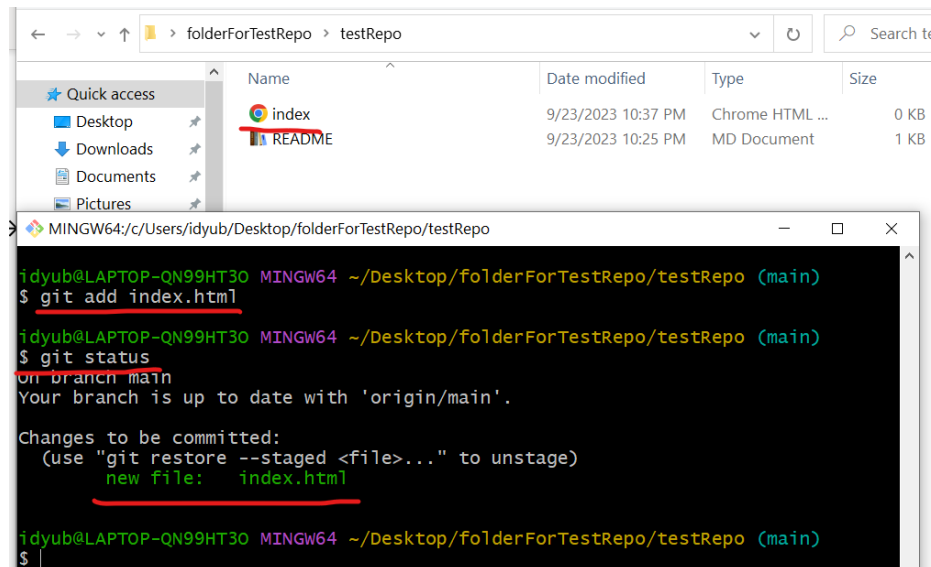 folderForTestRepo > testRepo
Search te
Name Date modified Type Size
Quick access
index 9/23/2023 10:37 PM Chrome HTML ... 0 KB
Desktop
README 9/23/2023 10:25 PM MD Document 1 KB
Downloads
Documents
Pictures
MINGW64:/c/Users/idyub/Desktop/folderForTestRepo/testRepo
idyub@LAPTOP-QN99HT3O MINGW64 ~/Desktop/folderForTestRepo/testRepo (main)
$ git add index.html
idyub@LAPTOP-QN99HT3O MINGW64 ~/Desktop/folderForTestRepo/testRepo (main)
$ git status
On branch main
Your branch is up to date with 'origin/main'.
Changes to be committed:
(use "git restore --staged <file>..." to unstage)
new file: index.html
idyub@LAPTOP-QN99HT3O MINGW64 ~/Desktop/folderForTestRepo/testRepo (main)
$